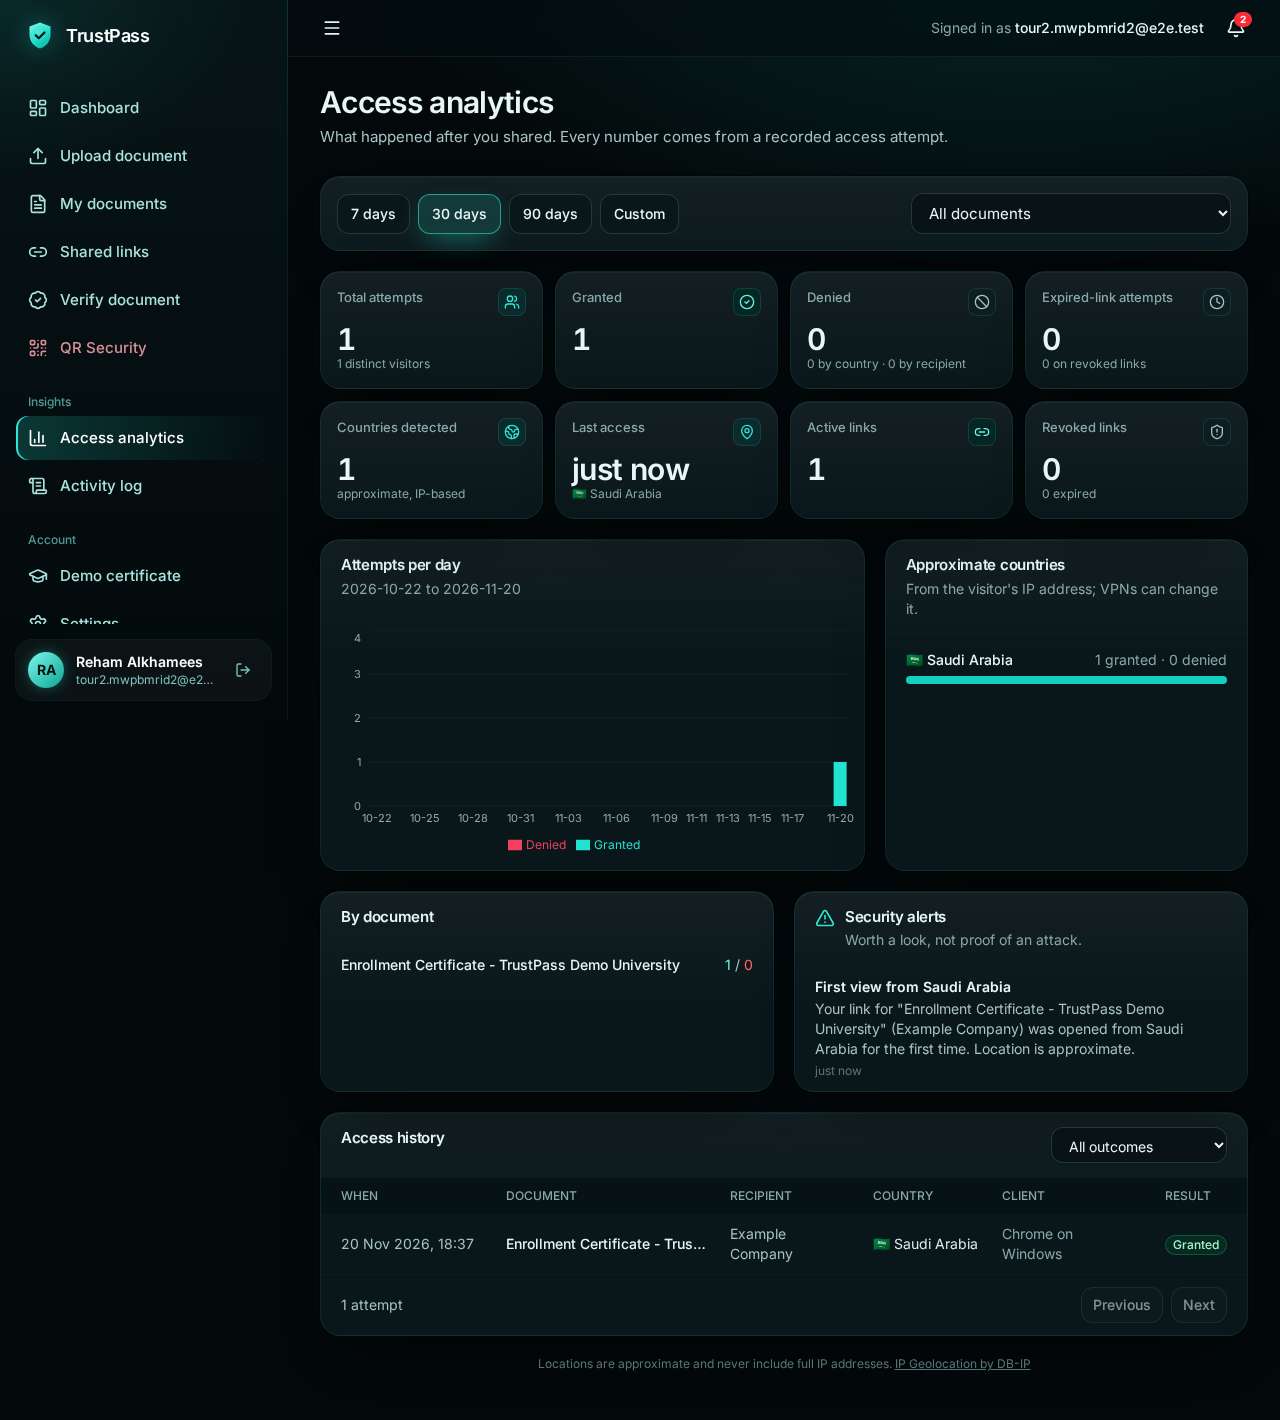 TrustPass
Signed in as tour2.mwpbmrid2@e2e.test
2
Dashboard
Upload document
My documents
Shared links
Verify document
QR Security
Insights
Access analytics
Activity log
Account
Demo certificate
Settings
RA
Reham Alkhamees
tour2.mwpbmrid2@e2...
Access analytics
What happened after you shared. Every number comes from a recorded access attempt.
7 days
30 days
90 days
Custom
All documents
Total attempts
1
1 distinct visitors
Granted
1
Denied
0
0 by country · 0 by recipient
Expired-link attempts
0
0 on revoked links
Countries detected
1
approximate, IP-based
Last access
just now
Saudi Arabia
Active links
1
Revoked links
0
0 expired
Attempts per day
2026-10-22 to 2026-11-20
4
3
2
1
0
10-22 10-25 10-28 10-31 11-03 11-06 11-09 11-11 11-13 11-15 11-17 11-20
Denied Granted
Approximate countries
From the visitor's IP address; VPNs can change
it.
Saudi Arabia 1 granted · 0 denied
By document
Enrollment Certificate - TrustPass Demo University 1 / 0
Security alerts
Worth a look, not proof of an attack.
First view from Saudi Arabia
Your link for "Enrollment Certificate - TrustPass Demo
University" (Example Company) was opened from Saudi
Arabia for the first time. Location is approximate.
just now
Access history
All outcomes
WHEN DOCUMENT RECIPIENT COUNTRY CLIENT RESULT
20 Nov 2026, 18:37 Enrollment Certificate - Trus... Example Company Saudi Arabia Chrome on Windows Granted
1 attempt
Previous Next
Locations are approximate and never include full IP addresses. IP Geolocation by DB-IP